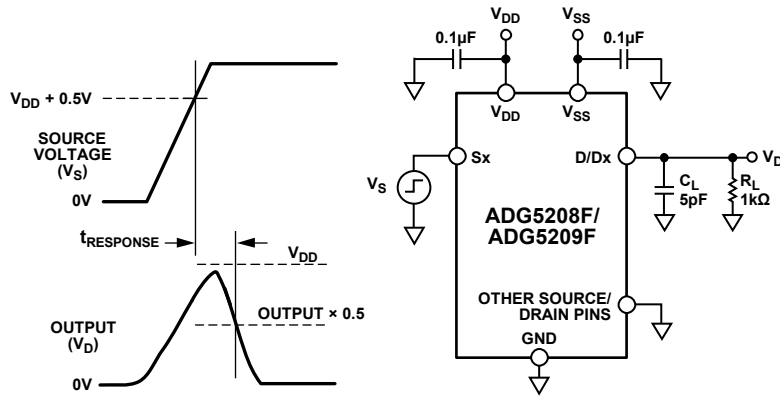 V_DD + 0.5V
SOURCE
VOLTAGE
(V_S)
0V
t_RESPONSE
V_DD
OUTPUT × 0.5
OUTPUT
(V_D)
0V
V_DD
V_SS
0.1µF
0.1µF
V_DD
V_SS
Sx
D/Dx
V_D
V_S
C_L
5pF
R_L
1kΩ
ADG5208F/
ADG5209F
OTHER SOURCE/
DRAIN PINS
GND